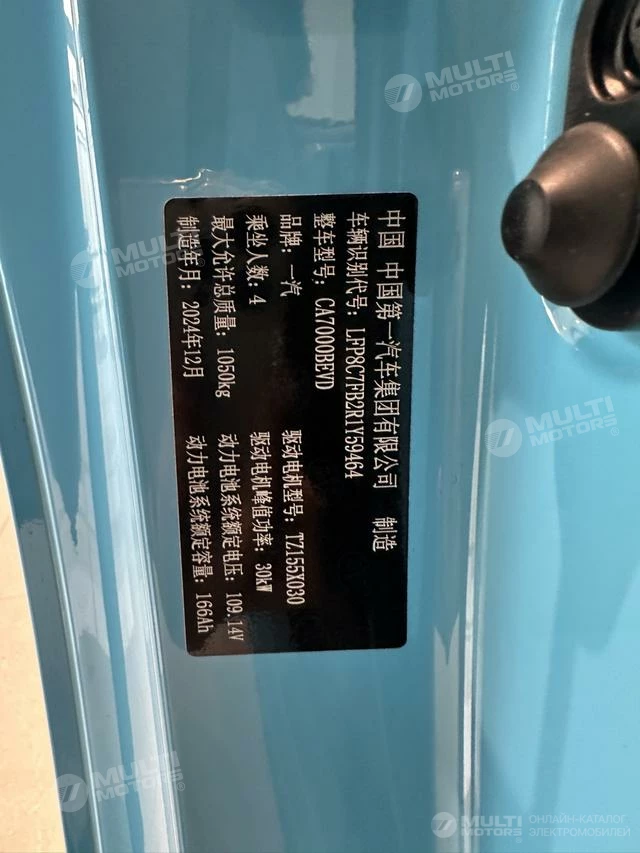 中国 中国第一汽车集团有限公司 制造
车辆识别代号: LFP8C7FB2R1Y59464
整车型号: CA7000BEVD
品牌: 一汽 驱动电机型号: TZ155X030
乘坐人数: 4 驱动电机峰值功率: 30kW
最大允许总质量: 1050kg 动力电池系统额定电压: 109.14V
制造年月: 2024年12月 动力电池系统额定容量: 166Ah
MULTI
MOTORS®
MULTI
MOTORS
MULTI
MOTORS®
MULTI
MOTORS
MULTI
MOTORS®
ОНЛАЙН-КАТАЛОГ
ЭЛЕКТРОМОБИЛЕЙ